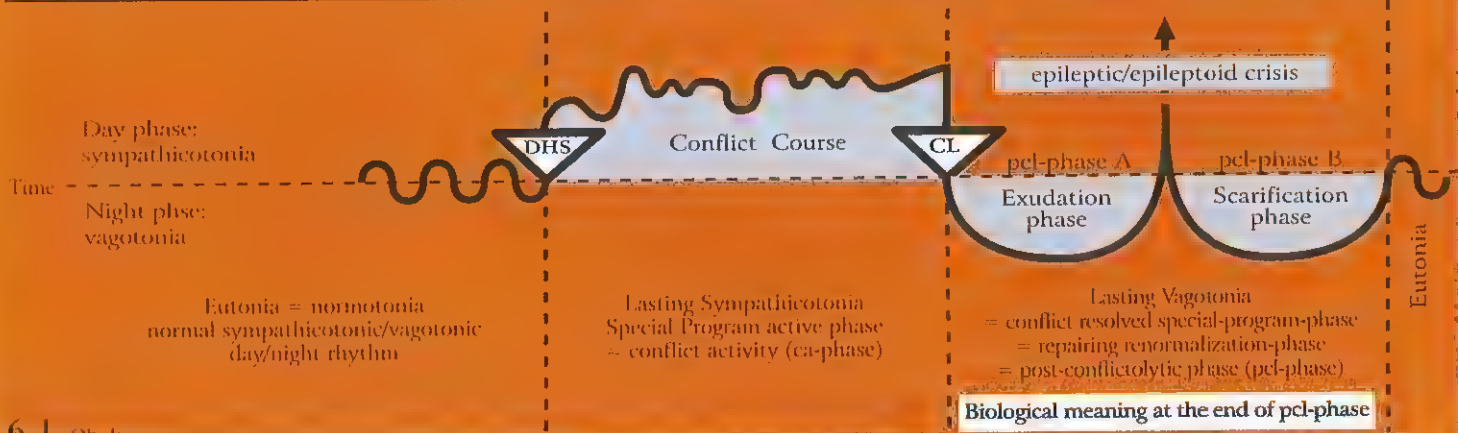 epileptic/epileptoid crisis
Day phase:
sympathicotonia
DHS
Conflict Course
CL
pcl-phase A
pcl-phase B
Time
Night phse:
vagotonia
Exudation
phase
Scarification
phase
Eutonia
Eutonia = normotonia
normal sympathicotonic/vagotonic
day/night rhythm
Lasting Sympathicotonia
Special Program active phase
= conflict activity (ca-phase)
Lasting Vagotonia
= conflict resolved special-program-phase
= repairing renormalization-phase
= post-conflictolytic phase (pcl-phase)
Biological meaning at the end of pcl-phase